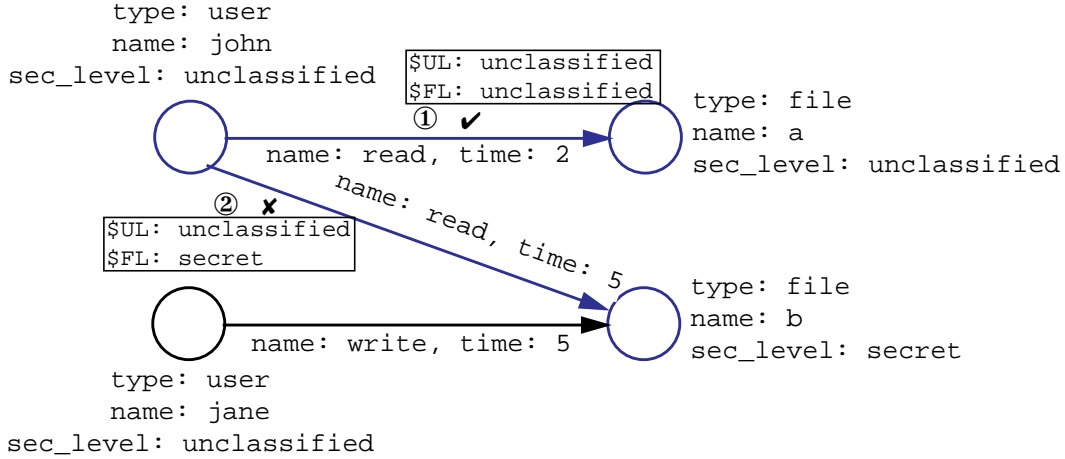 type: user
name: john
sec_level: unclassified
$UL: unclassified
$FL: unclassified
① ✔
name: read, time: 2
type: file
name: a
sec_level: unclassified
② ✘
$UL: unclassified
$FL: secret
name: read, time: 5
type: file
name: b
sec_level: secret
name: write, time: 5
type: user
name: jane
sec_level: unclassified